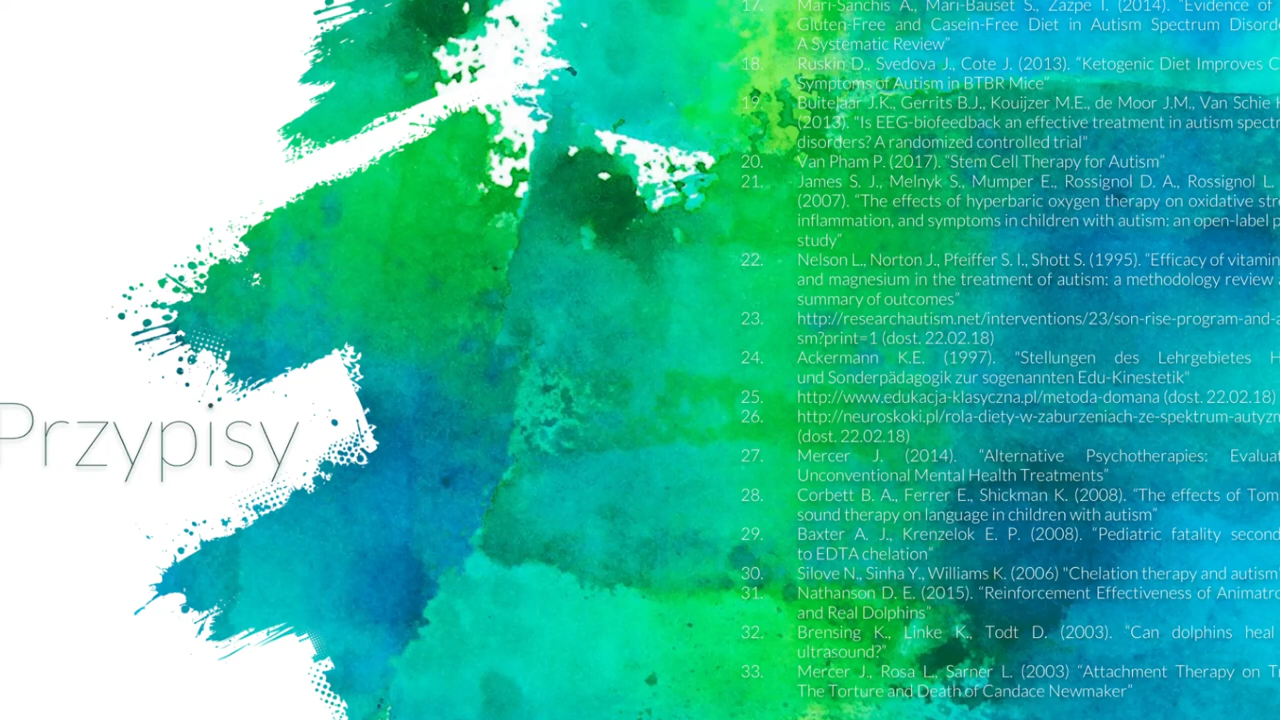 Przypisy
17. Mari-Sanchis A., Mari-Bauset S., Zazpe I. (2014). "Evidence of
Gluten-Free and Casein-Free Diet in Autism Spectrum
A Systematic Review"
18. Ruskin D., Svedova J., Cote J. (2013). "Ketogenic Diet Improves
Symptoms of Autism in BTBR Mice"
19. Buitelaar J.K., Gerrits B.J., Kouijzer M.E., de Moor J.M., Van Schie
(2013). "Is EEG-biofeedback an effective treatment in autism
disorders? A randomized controlled trial"
20. Van Pham P. (2017). "Stem Cell Therapy for Autism"
21. James S. J., Melnyk S., Mumper E., Rossignol D. A., Rossignol L.
(2007). "The effects of hyperbaric oxygen therapy on oxidative
inflammation, and symptoms in children with autism: an open-label
study"
22. Nelson L., Norton J., Pfeiffer S. I., Shott S. (1995). "Efficacy of vitamin
and magnesium in the treatment of autism: a methodology review
summary of outcomes"
23. http://researchautism.net/interventions/23/son-rise-program-and-a
sm?print=1 (dost. 22.02.18)
24. Ackermann K.E. (1997). "Stellungen des Lehrgebietes H
und Sonderpädagogik zur sogenannten Edu-Kinestetik"
25. http://www.edukacja-klasyczna.pl/metoda-domana (dost. 22.02.18)
26. http://neuroskoki.pl/rola-diety-w-zaburzeniach-ze-spektrum-autyzm
(dost. 22.02.18)
27. Mercer J. (2014). "Alternative Psychotherapies: Evaluat
Unconventional Mental Health Treatments"
28. Corbett B. A., Ferrer E., Shickman K. (2008). "The effects of Tom
sound therapy on language in children with autism"
29. Baxter A. J., Krenzelok E. P. (2008). "Pediatric fatality second
to EDTA chelation"
30. Silove N., Sinha Y., Williams K. (2006) "Chelation therapy and autism"
31. Nathanson D. E. (2015). "Reinforcement Effectiveness of Animatro
and Real Dolphins"
32. Brensing K., Linke K., Todt D. (2003). "Can dolphins heal
ultrasound?"
33. Mercer J., Rosa L., Sarner L. (2003) "Attachment Therapy on Tr
The Torture and Death of Candace Newmaker"